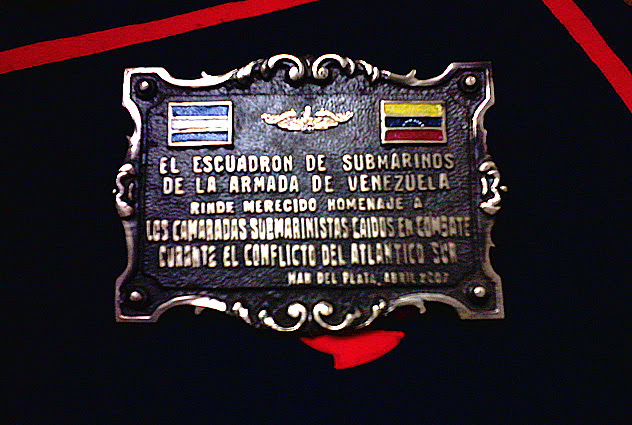 EL ESCUADRON DE SUBMARINOS
DE LA ARMADA DE VENEZUELA
RINDE MERECIDO HOMENAJE A
LOS CAMARADAS SUBMARINISTAS CAIDOS EN COMBATE
DURANTE EL CONFLICTO DEL ATLANTICO SUR
MAR DEL PLATA, ABRIL 2007